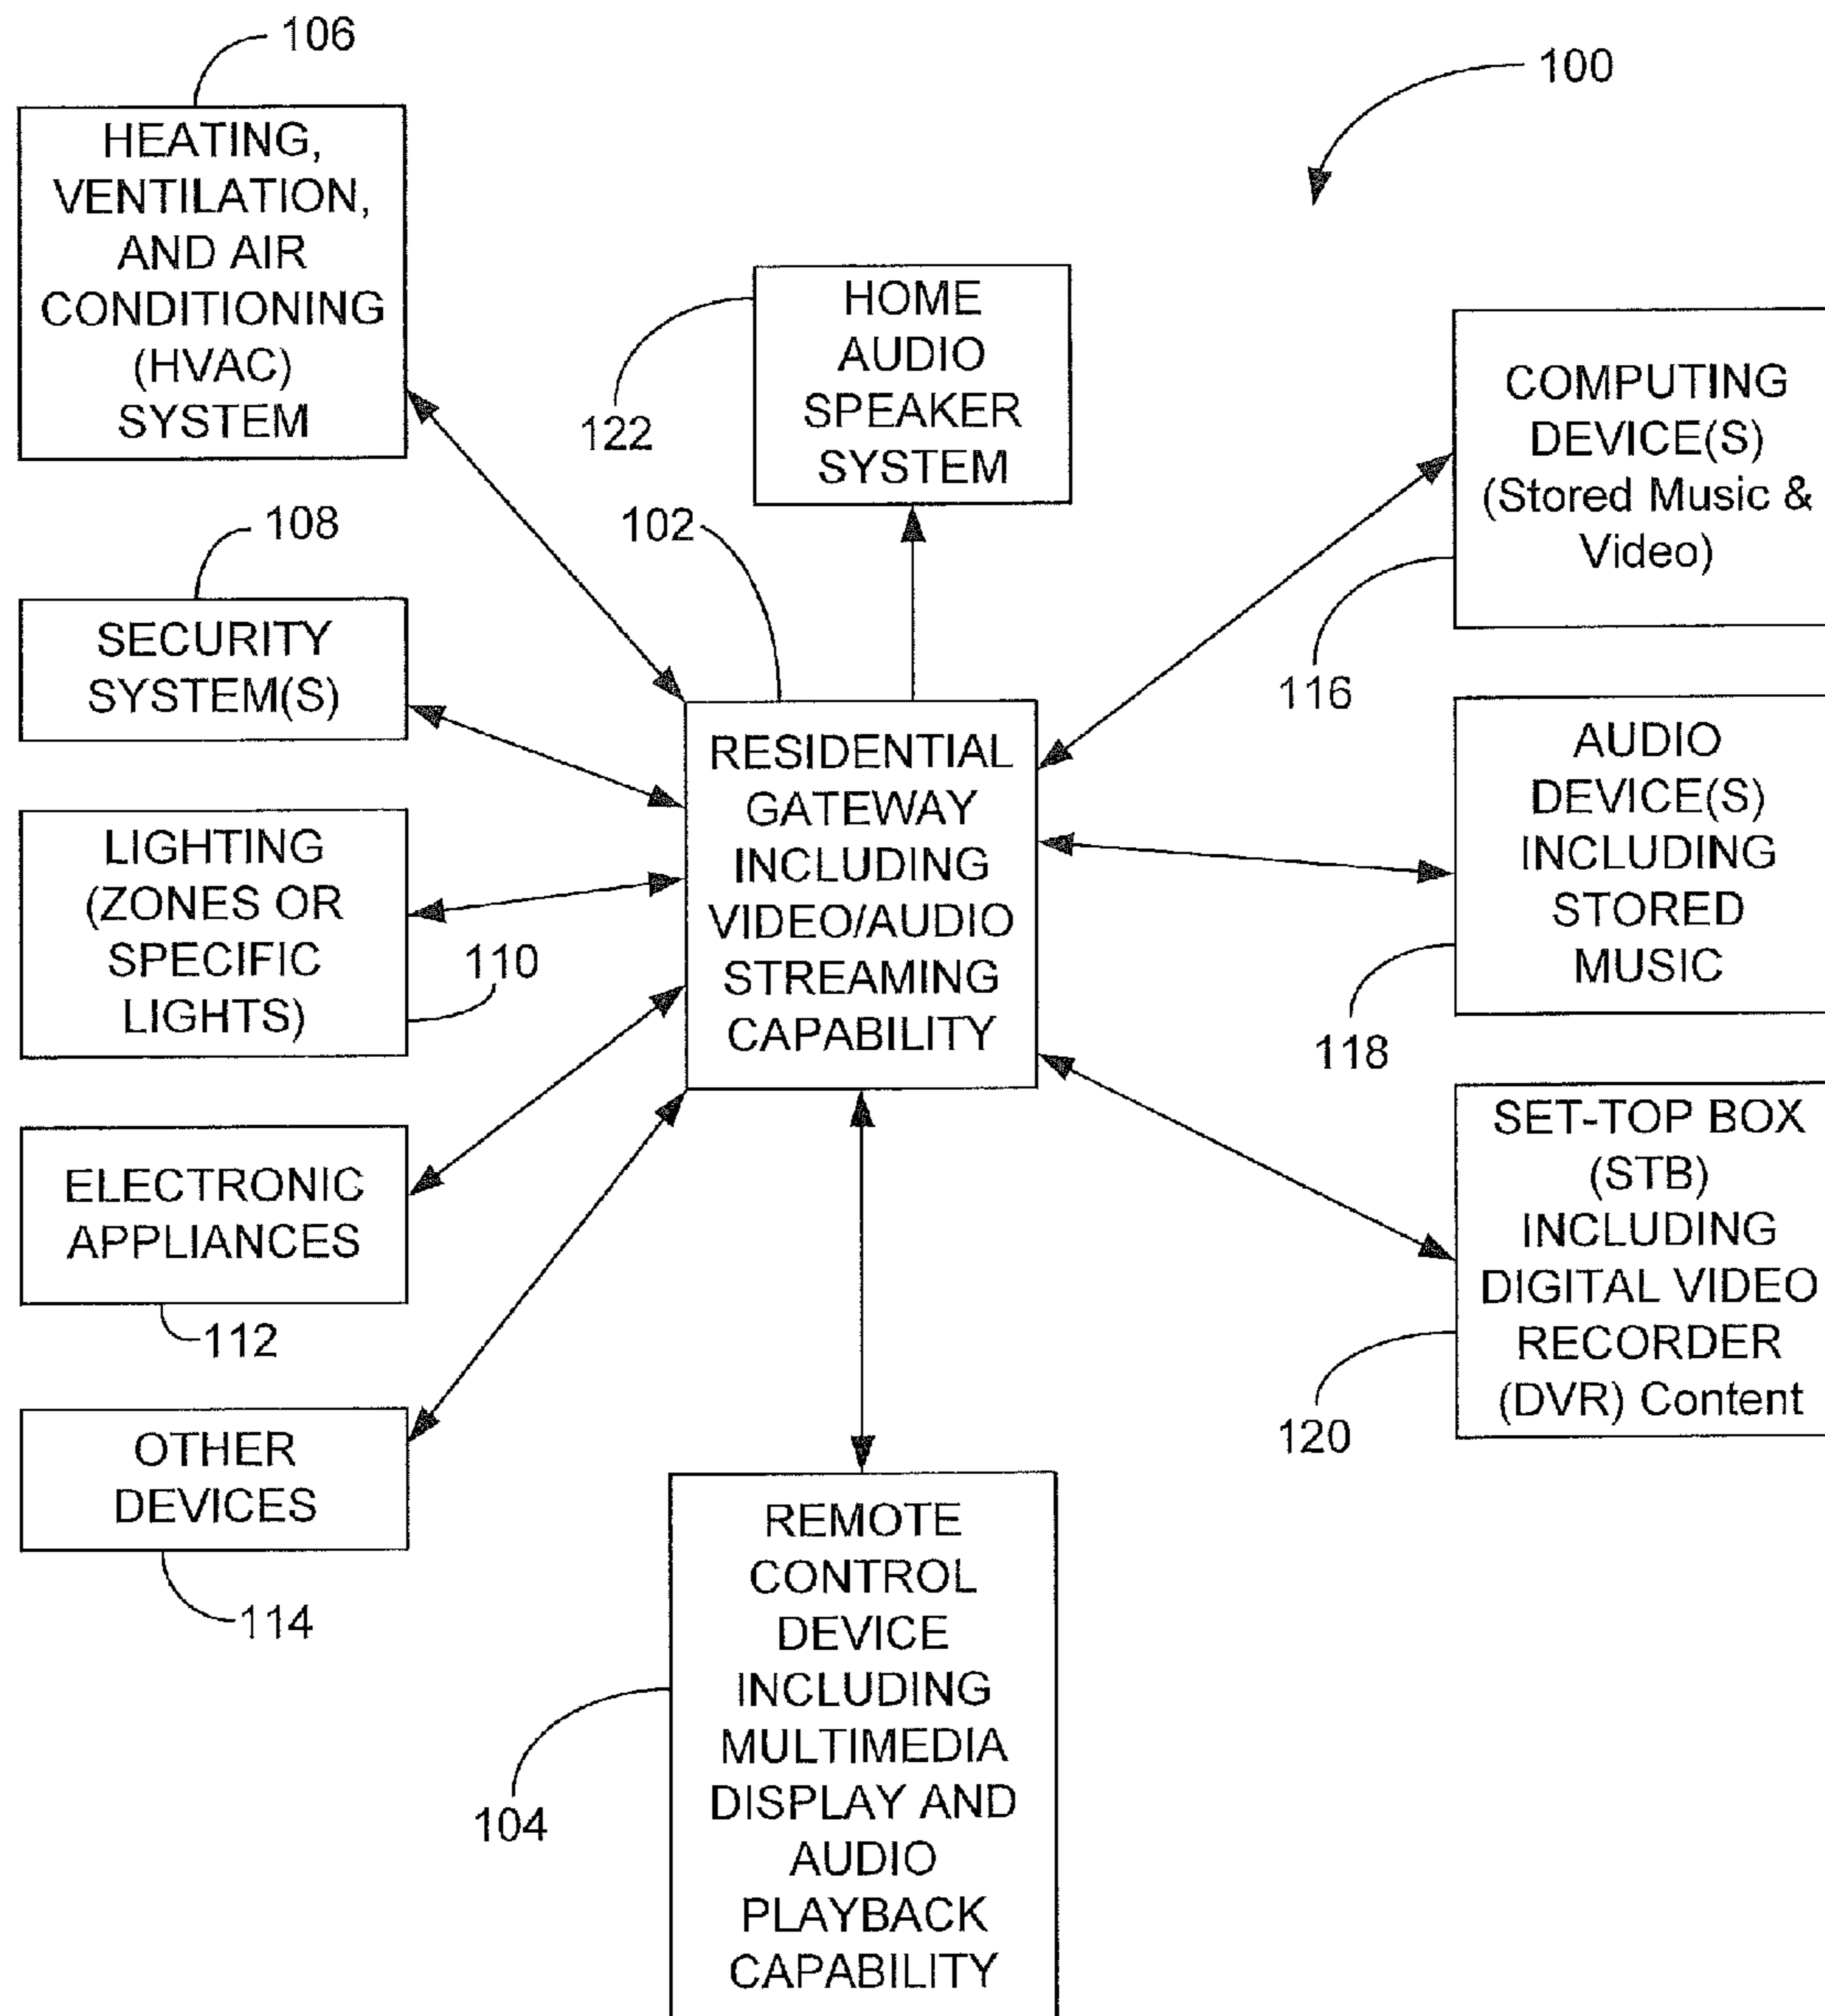 106
100
HEATING,
VENTILATION,
AND AIR
CONDITIONING
(HVAC)
SYSTEM
HOME
AUDIO
SPEAKER
SYSTEM
122
COMPUTING
DEVICE(S)
(Stored Music &
Video)
116
108
102
SECURITY
SYSTEM(S)
RESIDENTIAL
GATEWAY
INCLUDING
VIDEO/AUDIO
STREAMING
CAPABILITY
AUDIO
DEVICE(S)
INCLUDING
STORED
MUSIC
118
LIGHTING
(ZONES OR
SPECIFIC
LIGHTS)
110
ELECTRONIC
APPLIANCES
112
SET-TOP BOX
(STB)
INCLUDING
DIGITAL VIDEO
RECORDER
(DVR) Content
120
OTHER
DEVICES
114
REMOTE
CONTROL
DEVICE
INCLUDING
MULTIMEDIA
DISPLAY AND
AUDIO
PLAYBACK
CAPABILITY
104